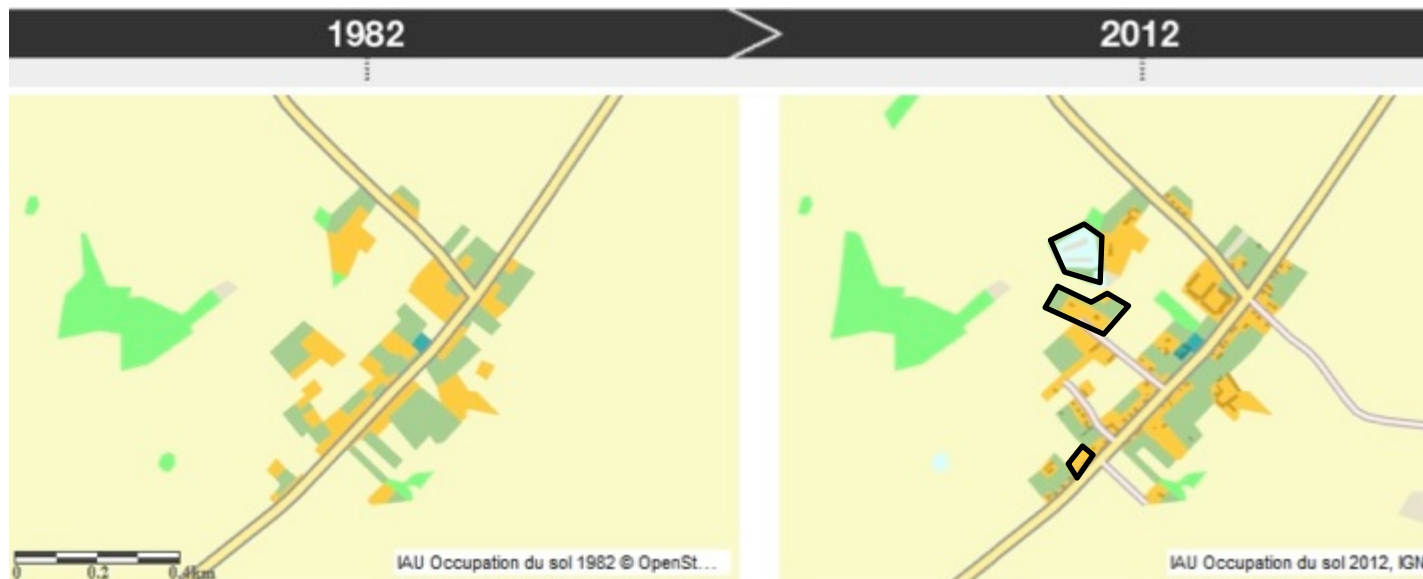 1982
2012
0
0.2
0.4km
IAU Occupation du sol 1982 © OpenSt...
IAU Occupation du sol 2012, IGN